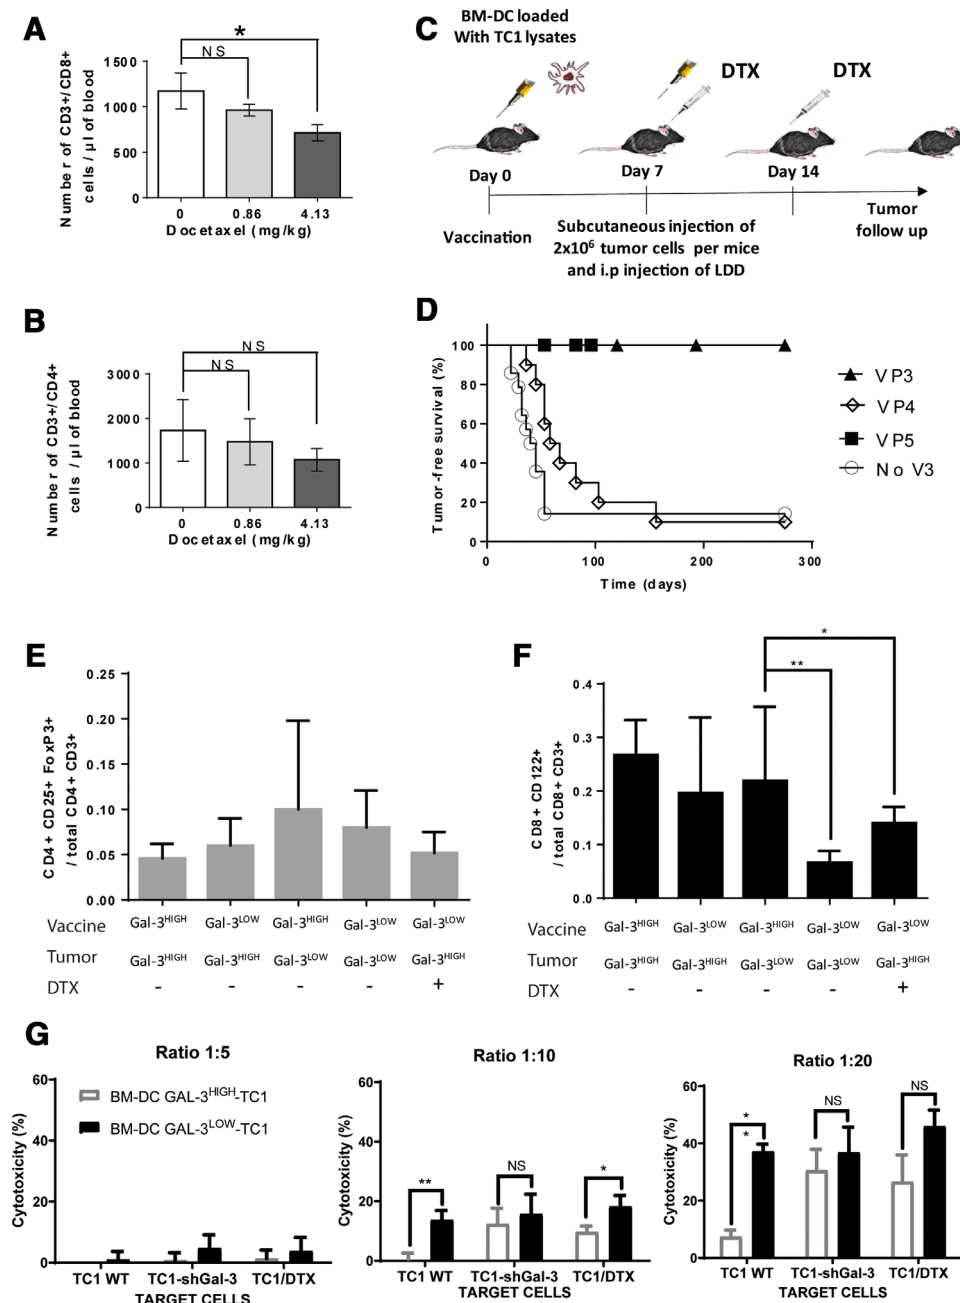 A
*
NS
1500
1000
500
0
Number of CD3+/CD8+
cells / µl of blood
0 0.86 4.13
Docetaxel (mg/kg)
B
NS
NS
3000
2000
1000
0
Number of CD3+/CD4+
cells / µl of blood
0 0.86 4.13
Docetaxel (mg/kg)
C
BM-DC loaded
With TC1 lysates
DTX
DTX
Day 0
Day 7
Day 14
Vaccination
Subcutaneous injection of
2x10⁶ tumor cells per mice
and i.p injection of LDD
Tumor
follow up
D
100
80
60
40
20
0
Tumor-free survival (%)
0 100 200 300
Time (days)
VP3
VP4
VP5
No V3
E
0.25
0.20
0.15
0.10
0.05
0.00
CD4+ CD25+ FoxP3+
/ total CD4+ CD3+
Vaccine Gal-3HIGH Gal-3LOW Gal-3HIGH Gal-3LOW Gal-3LOW
Tumor Gal-3HIGH Gal-3HIGH Gal-3LOW Gal-3LOW Gal-3HIGH
DTX - - - - +
F
*
**
0.4
0.3
0.2
0.1
0.0
CD8+ CD122+
/ total CD8+ CD3+
Vaccine Gal-3HIGH Gal-3LOW Gal-3HIGH Gal-3LOW Gal-3LOW
Tumor Gal-3HIGH Gal-3HIGH Gal-3LOW Gal-3LOW Gal-3HIGH
DTX - - - - +
G
Ratio 1:5
60
40
20
0
Cytotoxicity (%)
BM-DC GAL-3HIGH-TC1
BM-DC GAL-3LOW-TC1
TC1 WT TC1-shGal-3 TC1/DTX
TARGET CELLS
Ratio 1:10
60
40
20
0
Cytotoxicity (%)
**
NS
*
TC1 WT TC1-shGal-3 TC1/DTX
TARGET CELLS
Ratio 1:20
60
40
20
0
Cytotoxicity (%)
*
*
NS
NS
TC1 WT TC1-shGal-3 TC1/DTX
TARGET CELLS